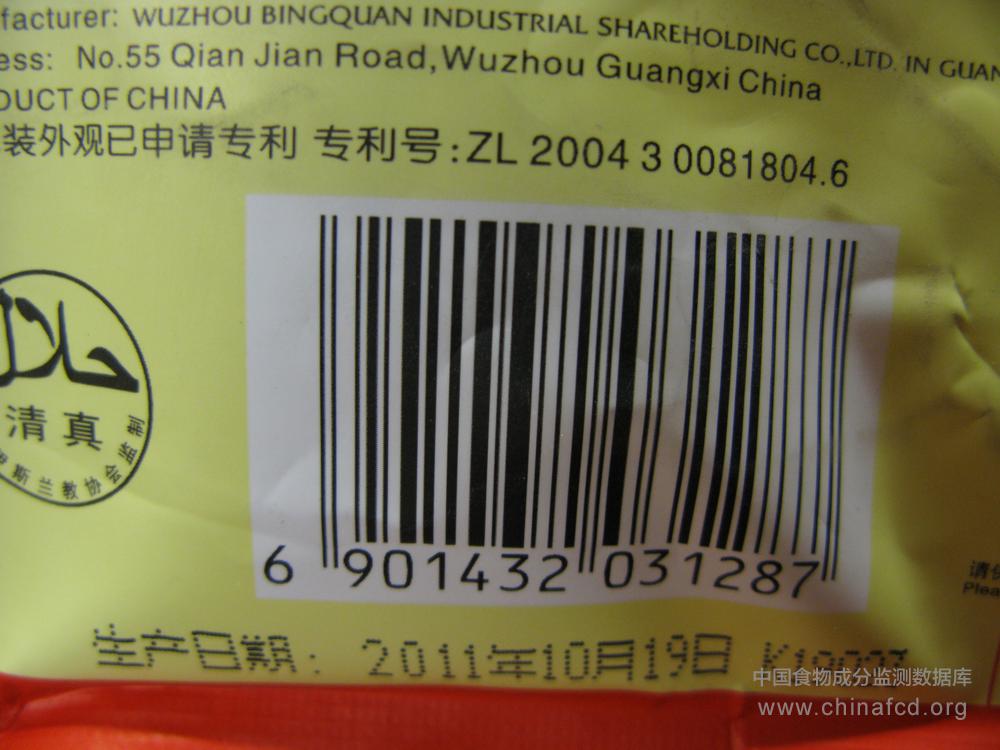 facturer: WUZHOU BINGQUAN INDUSTRIAL SHAREHOLDING CO.,LTD. IN GUAN
ess: No.55 Qian Jian Road,Wuzhou Guangxi China
DUCT OF CHINA
装外观已申请专利 专利号:ZL 2004 3 0081804.6
حلال
清真
斯兰教协会监制
6 901432 031287
请
Plea
生产日期: 2011年10月19日
中国食物成分监测数据库
www.chinafcd.org